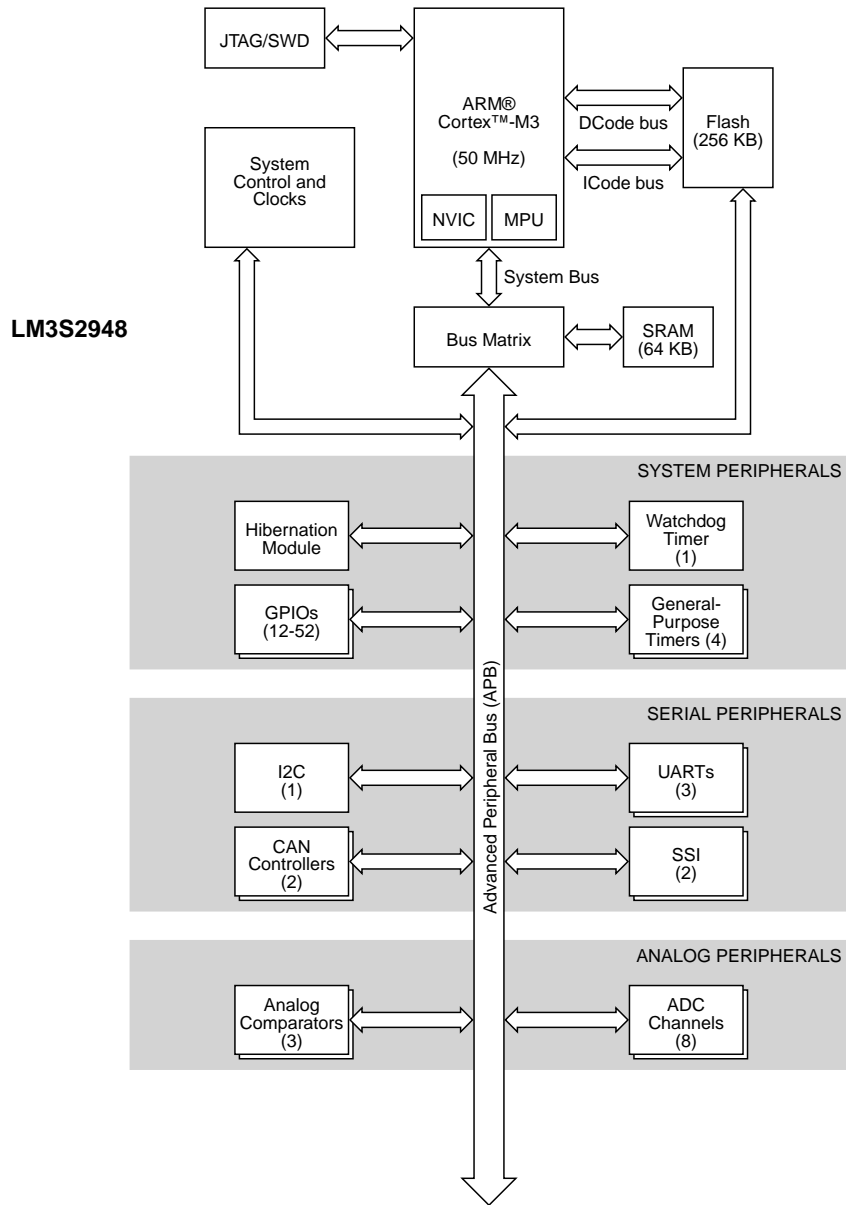 JTAG/SWD
ARM®
Cortex™-M3
(50 MHz)
NVIC
MPU
DCode bus
ICode bus
Flash
(256 KB)
System
Control and
Clocks
System Bus
LM3S2948
Bus Matrix
SRAM
(64 KB)
SYSTEM PERIPHERALS
Hibernation
Module
Watchdog
Timer
(1)
GPIOs
(12-52)
General-
Purpose
Timers (4)
Advanced Peripheral Bus (APB)
SERIAL PERIPHERALS
I2C
(1)
UARTs
(3)
CAN
Controllers
(2)
SSI
(2)
ANALOG PERIPHERALS
Analog
Comparators
(3)
ADC
Channels
(8)